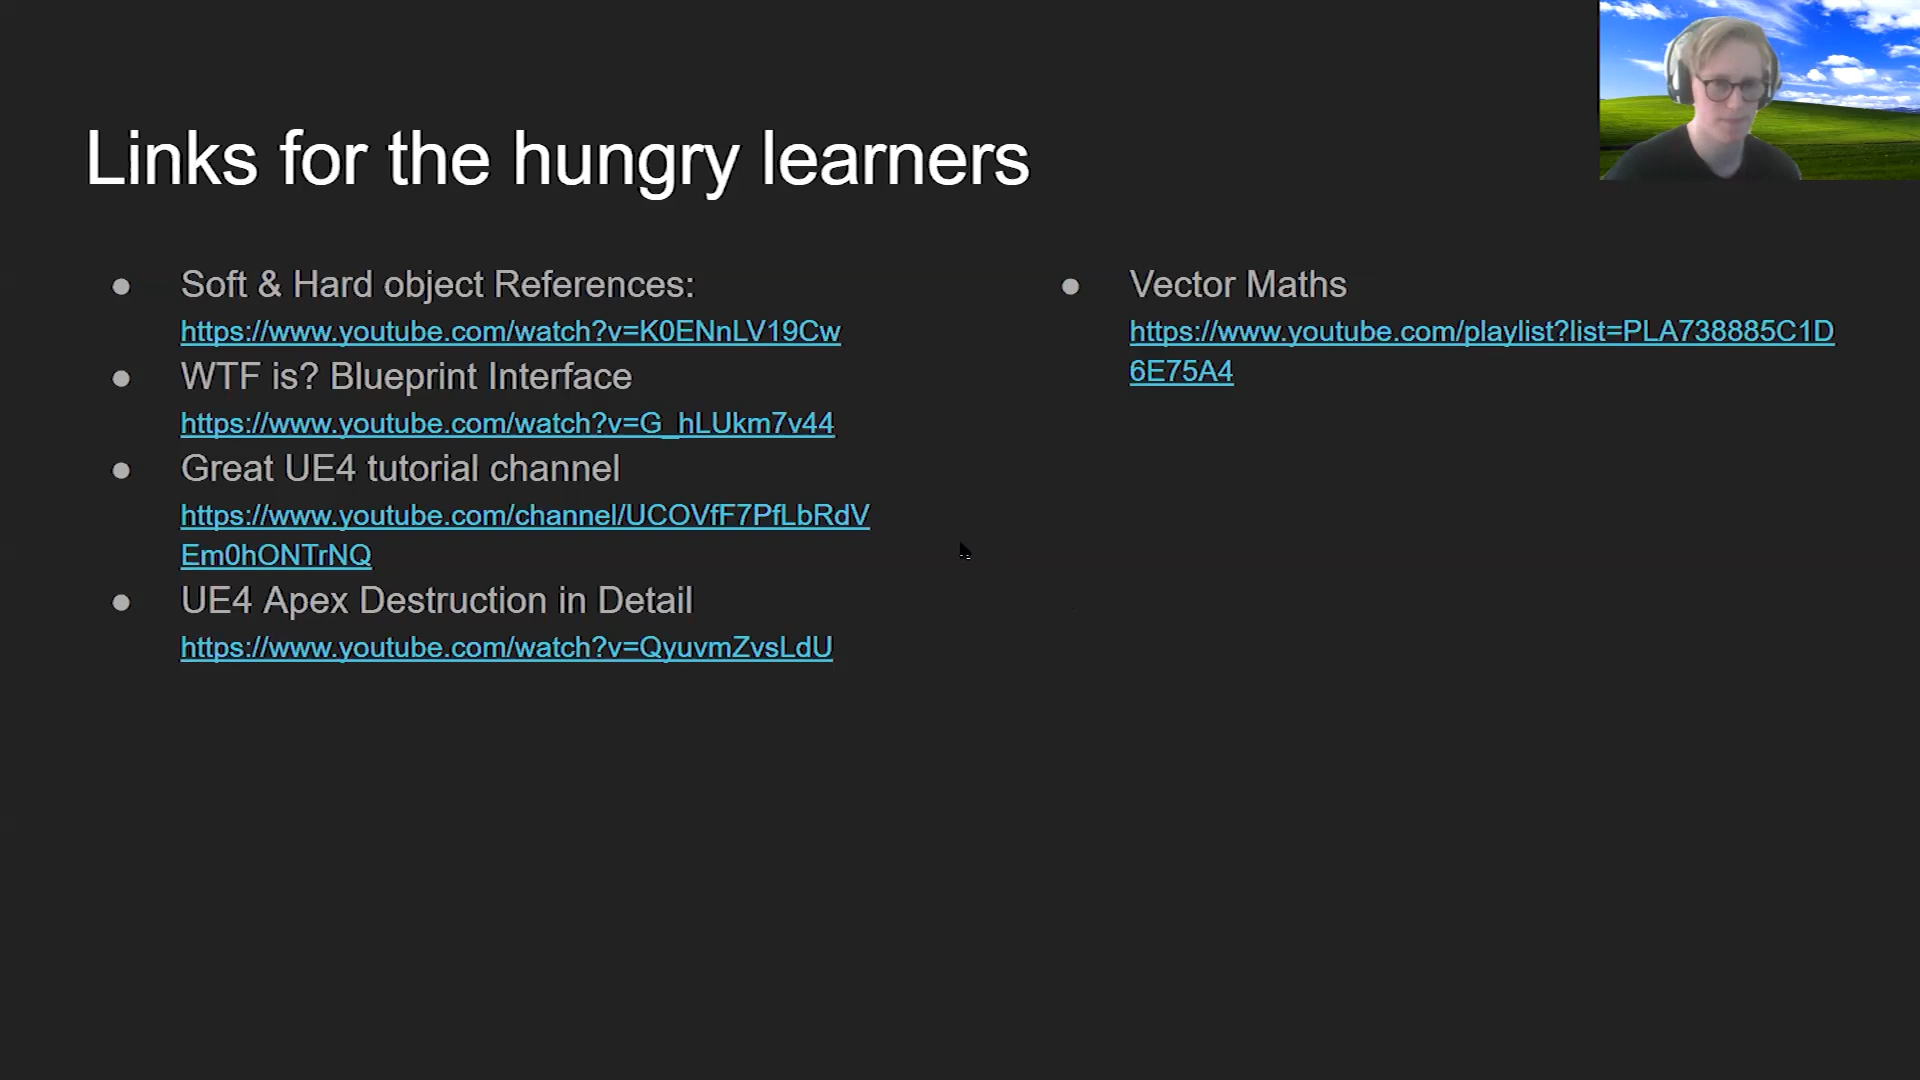 Links for the hungry learners
Soft & Hard object References:
https://www.youtube.com/watch?v=K0ENnLV19Cw
WTF is? Blueprint Interface
https://www.youtube.com/watch?v=G_hLUkm7v44
Great UE4 tutorial channel
https://www.youtube.com/channel/UCOVfF7PfLbRdV
Em0hONTrNQ
UE4 Apex Destruction in Detail
https://www.youtube.com/watch?v=QyuvmZvsLdU
Vector Maths
https://www.youtube.com/playlist?list=PLA738885C1D
6E75A4